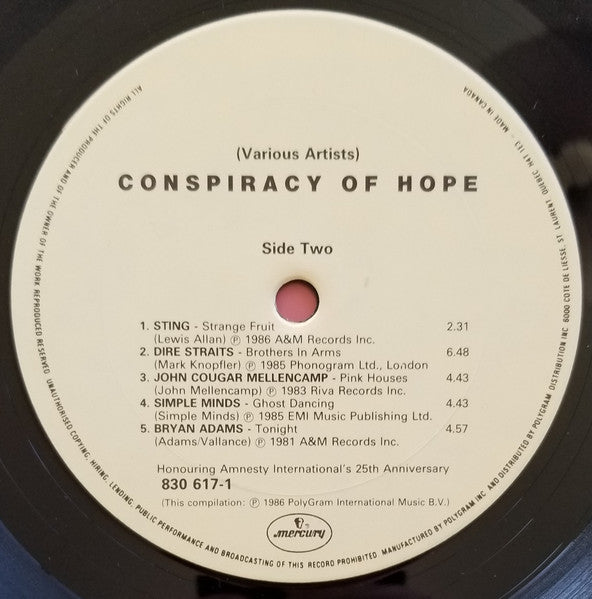 (Various Artists)
CONSPIRACY OF HOPE
Side Two
1. STING - Strange Fruit 2.31
(Lewis Allan) ℗ 1986 A&M Records Inc.
2. DIRE STRAITS - Brothers In Arms 6.48
(Mark Knopfler) ℗ 1985 Phonogram Ltd., London
3. JOHN COUGAR MELLENCAMP - Pink Houses 4.43
(John Mellencamp) ℗ 1983 Riva Records Inc.
4. SIMPLE MINDS - Ghost Dancing 4.43
(Simple Minds) ℗ 1985 EMI Music Publishing Ltd.
5. BRYAN ADAMS - Tonight 4.57
(Adams/Vallance) ℗ 1981 A&M Records Inc.
Honouring Amnesty International's 25th Anniversary
830 617-1
(This compilation: ℗ 1986 PolyGram International Music B.V.)
mercury
ALL RIGHTS OF THE PRODUCER AND OF THE OWNER OF THE WORK REPRODUCED RESERVED. UNAUTHORISED COPYING, HIRING, LENDING, PUBLIC PERFORMANCE AND BROADCASTING OF THIS RECORD PROHIBITED. MANUFACTURED BY POLYGRAM INC. AND DISTRIBUTED BY POLYGRAM DISTRIBUTION INC. 6000 COTE DE LIESSE, ST. LAURENT, QUEBEC H4T 1E3 - MADE IN CANADA